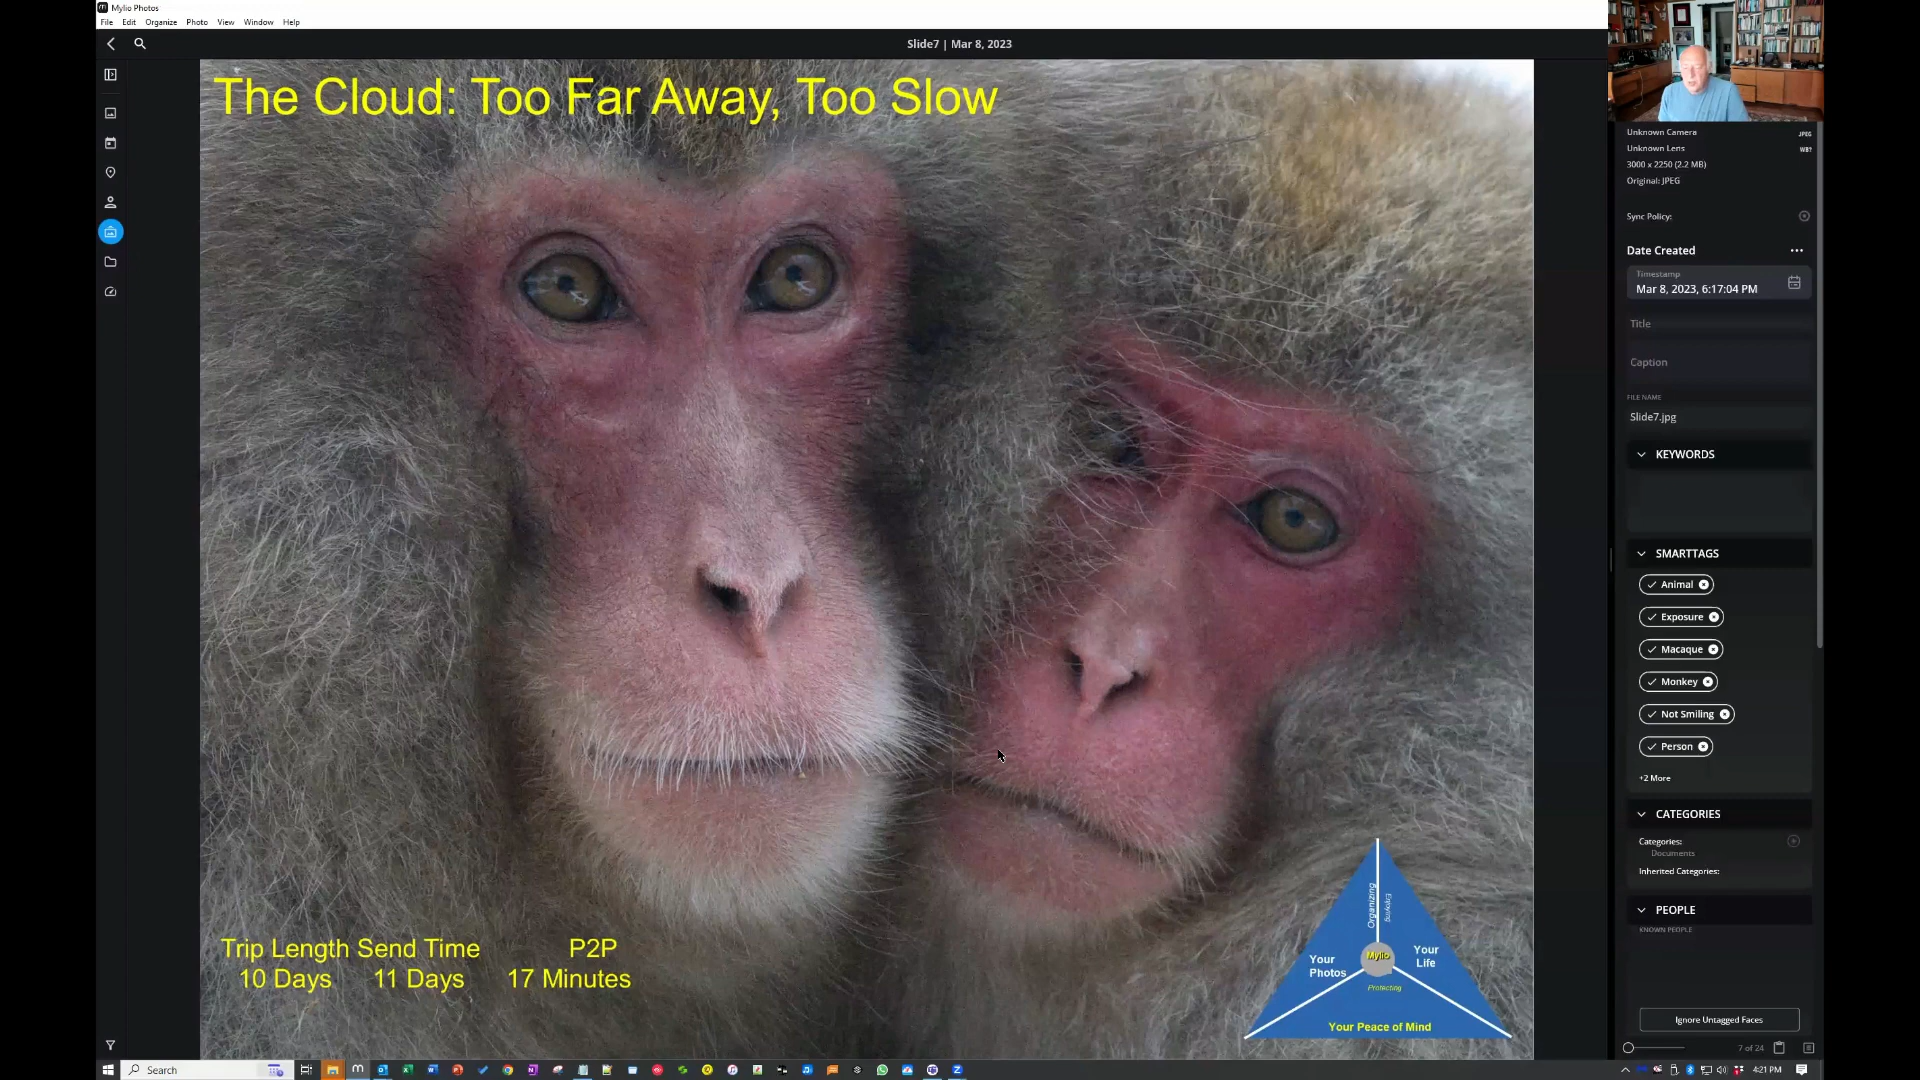 Mylio Photos
File Edit Organize Photo View Window Help
Slide7 | Mar 8, 2023
The Cloud: Too Far Away, Too Slow
Trip Length Send Time P2P
10 Days 11 Days 17 Minutes
Organizing
Enjoying
Your Photos
Mylio
Your Life
Protecting
Your Peace of Mind
Unknown Camera JPEG
Unknown Lens WB?
3000 x 2250 (2.2 MB)
Original: JPEG
Sync Policy:
Date Created
Timestamp
Mar 8, 2023, 6:17:04 PM
Title
Caption
FILE NAME
Slide7.jpg
KEYWORDS
SMARTTAGS
Animal
Exposure
Macaque
Monkey
Not Smiling
Person
+2 More
CATEGORIES
Categories:
Documents
Inherited Categories:
PEOPLE
KNOWN PEOPLE
Ignore Untagged Faces
7 of 24
Search
4:21 PM